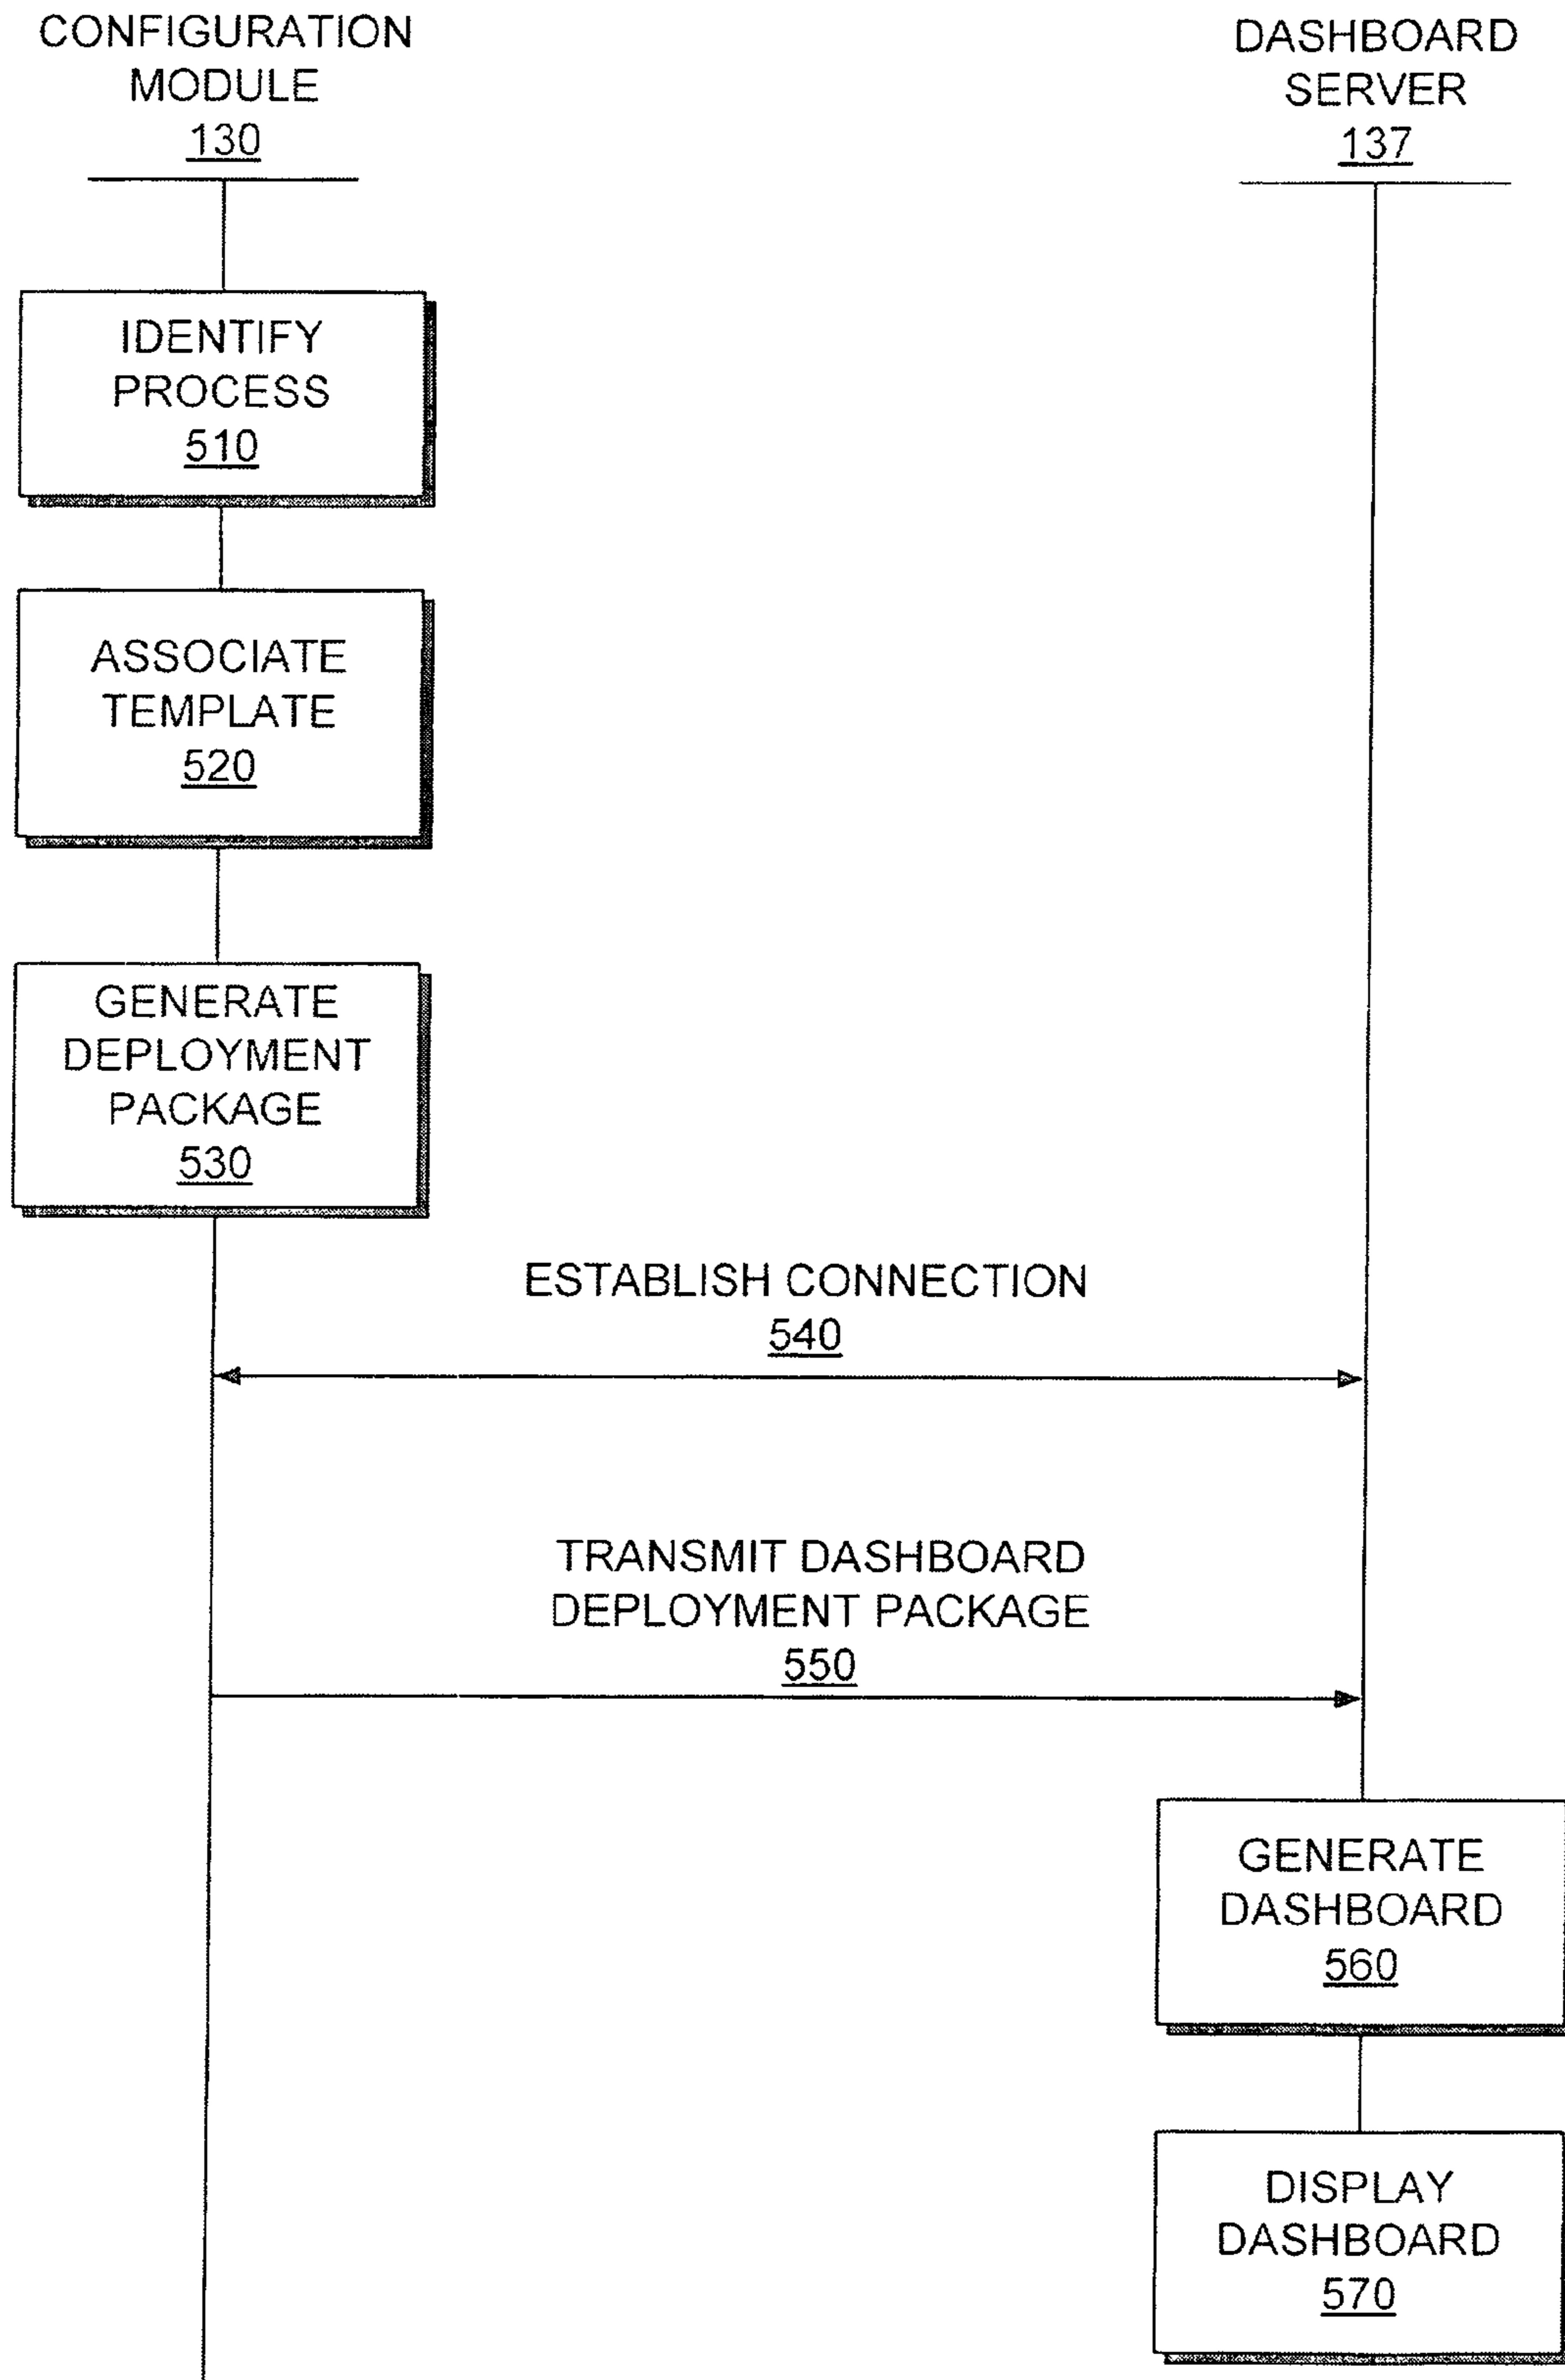 CONFIGURATION
MODULE
130
DASHBOARD
SERVER
137
IDENTIFY
PROCESS
510
ASSOCIATE
TEMPLATE
520
GENERATE
DEPLOYMENT
PACKAGE
530
ESTABLISH CONNECTION
540
TRANSMIT DASHBOARD
DEPLOYMENT PACKAGE
550
GENERATE
DASHBOARD
560
DISPLAY
DASHBOARD
570